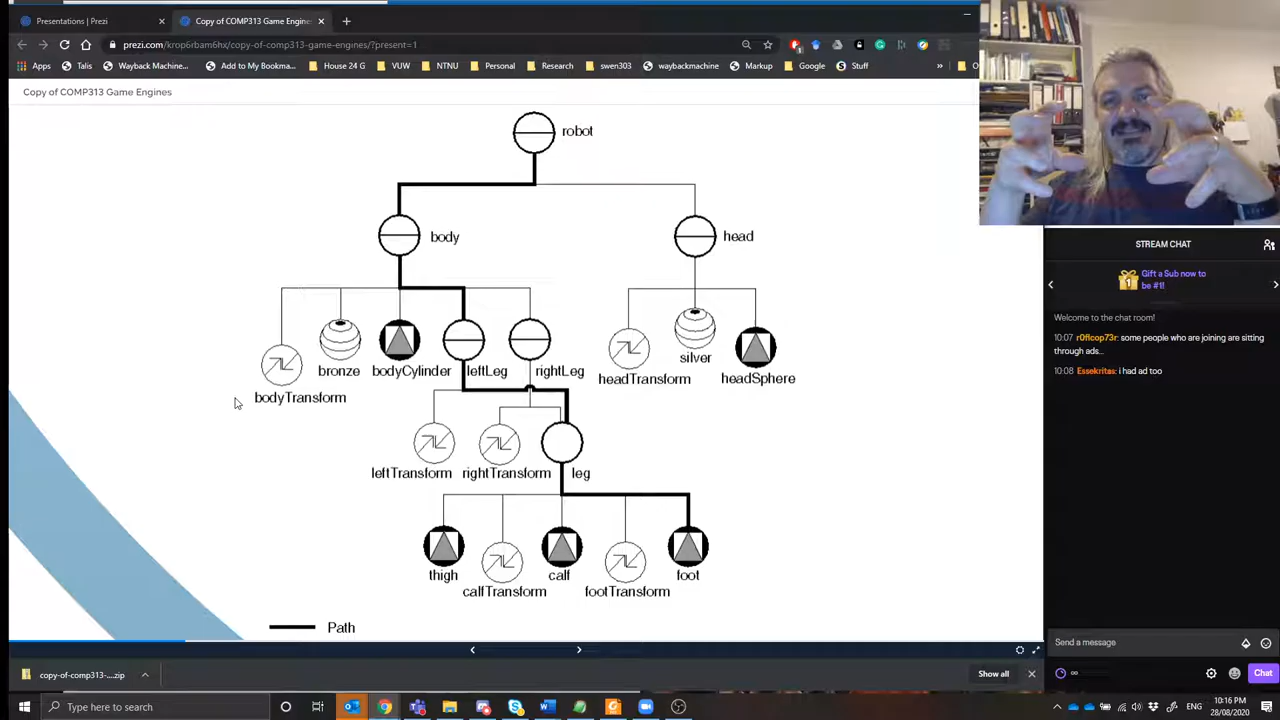 Presentations | Prezi
Copy of COMP313 Game Engine
prezi.com/krop6rbam6hx/copy-of-comp313-game-engines/?present=1
Apps Talis Wayback Machine... Add to My Bookma... House 24 G VUW NTNU Personal Research swen303 waybackmachine Markup Google Stuff »
Copy of COMP313 Game Engines
robot
body
head
bronze bodyCylinder leftLeg rightLeg
bodyTransform
silver
headTransform headSphere
leftTransform rightTransform leg
thigh calf foot
calfTransform footTransform
Path
STREAM CHAT
Gift a Sub now to
be #1!
Welcome to the chat room!
10:07 r0flcop73r: some people who are joining are sitting
through ads...
10:08 Essekritas: i had ad too
Send a message
Chat
copy-of-comp313-....zip
Show all
Type here to search
10:16 PM
28/08/2020